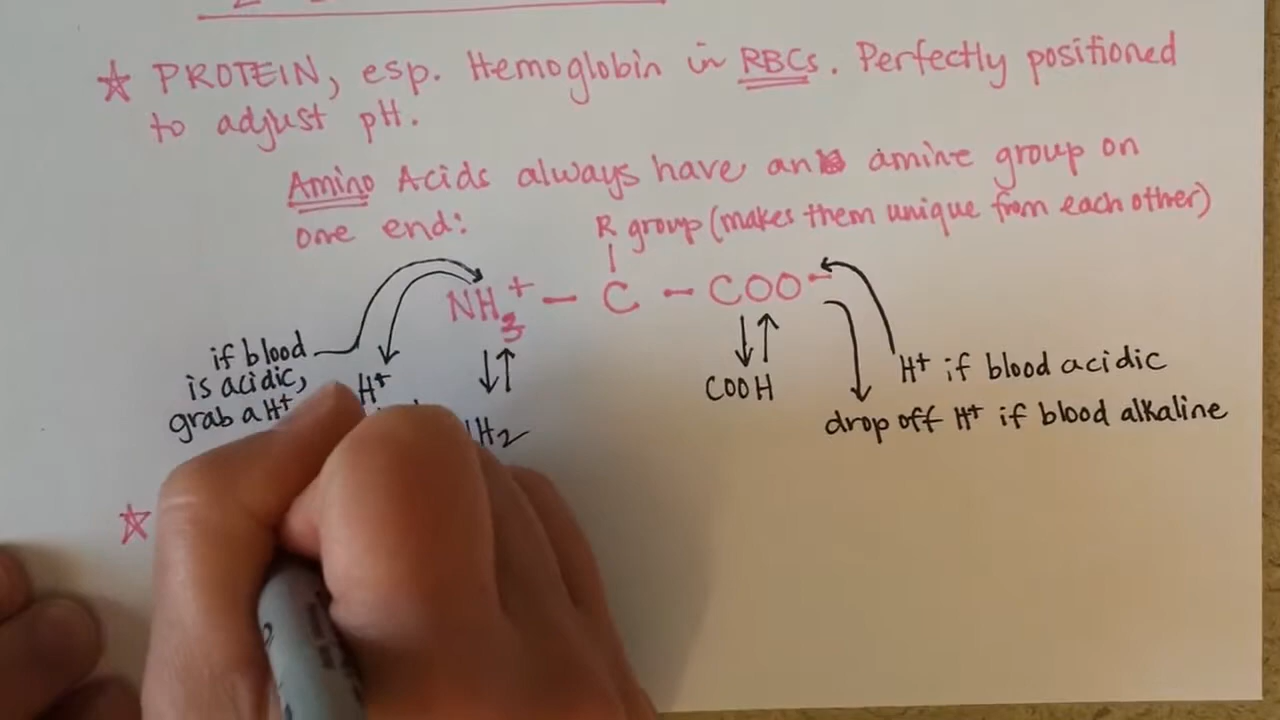 ☆ PROTEIN, esp. Hemoglobin in RBCs. Perfectly positioned
to adjust pH.
Amino Acids always have an amine group on
one end:
R group (makes them unique from each other)
NH₃⁺ — C — COO⁻
if blood
is acidic,
grab a H⁺
H⁺
H2
COOH
H⁺ if blood acidic
drop off H⁺ if blood alkaline
☆